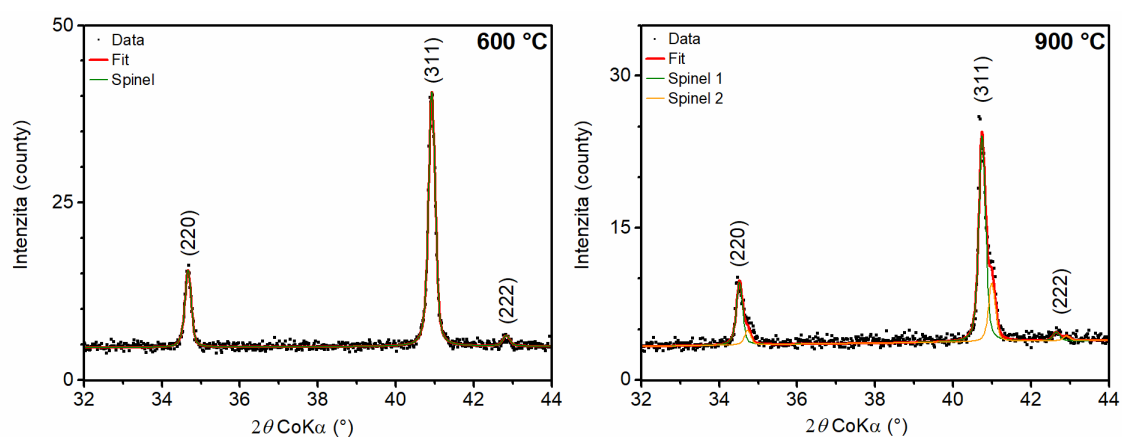 50
25
0
Intenzita (county)
Data
Fit
Spinel
600 °C
(220)
(311)
(222)
32 34 36 38 40 42 44
2θ CoKα (°)
30
15
0
Intenzita (county)
Data
Fit
Spinel 1
Spinel 2
900 °C
(220)
(311)
(222)
32 34 36 38 40 42 44
2θ CoKα (°)